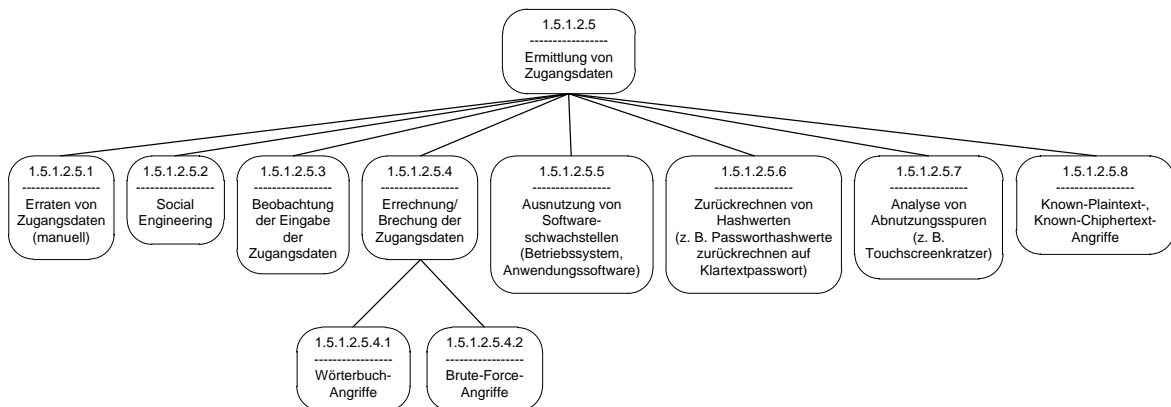 1.5.1.2.5
-----------------
Ermittlung von
Zugangsdaten
1.5.1.2.5.1
-----------------
Erraten von
Zugangsdaten
(manuell)
1.5.1.2.5.2
-----------------
Social
Engineering
1.5.1.2.5.3
-----------------
Beobachtung
der Eingabe
der
Zugangsdaten
1.5.1.2.5.4
-----------------
Errechnung/
Brechung der
Zugangsdaten
1.5.1.2.5.5
-----------------
Ausnutzung von
Software-
schwachstellen
(Betriebssystem,
Anwendungssoftware)
1.5.1.2.5.6
-----------------
Zurückrechnen von
Hashwerten
(z. B. Passworthashwerte
zurückrechnen auf
Klartextpasswort)
1.5.1.2.5.7
-----------------
Analyse von
Abnutzungsspuren
(z. B.
Touchscreenkratzer)
1.5.1.2.5.8
-----------------
Known-Plaintext-,
Known-Chiphertext-
Angriffe
1.5.1.2.5.4.1
-----------------
Wörterbuch-
Angriffe
1.5.1.2.5.4.2
-----------------
Brute-Force-
Angriffe